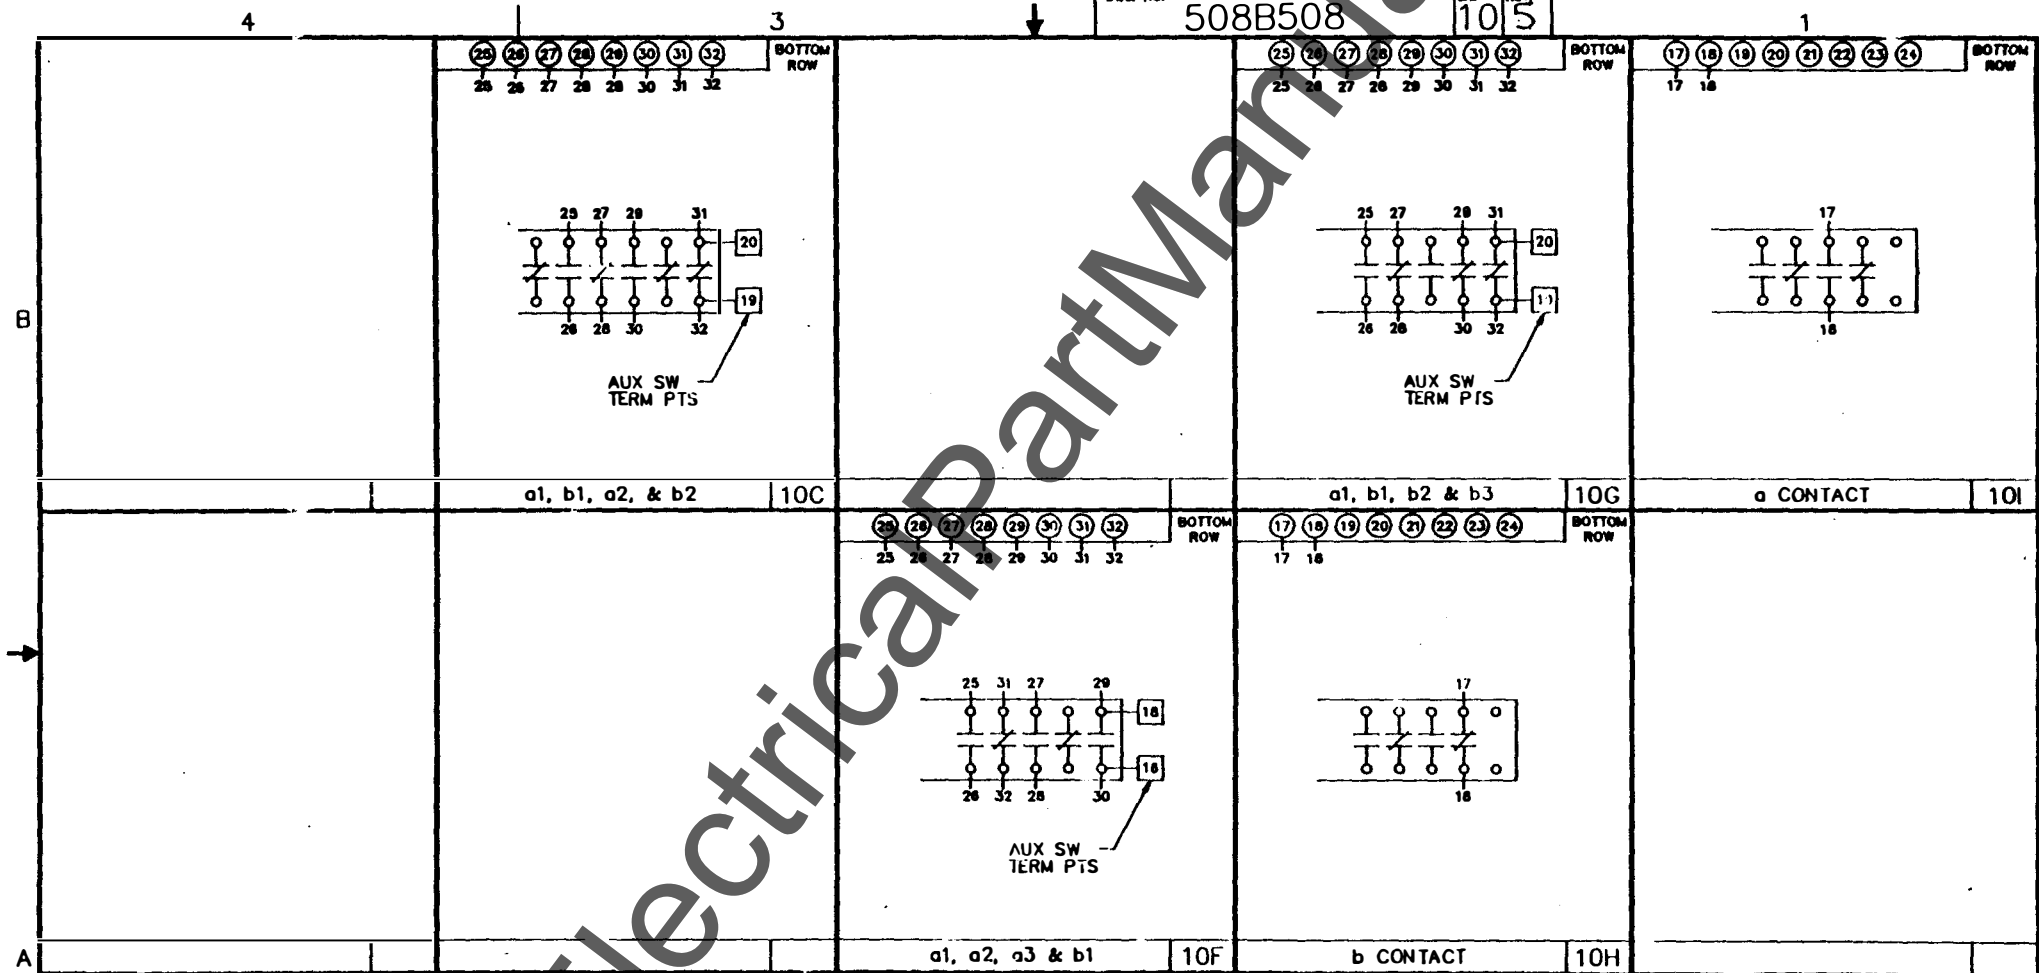 508B508 10 5
4 3 1
25 26 27 28 29 30 31 32 BOTTOM ROW
25 26 27 28 29 30 31 32
25 27 29 31
20
19
26 28 30 32
AUX SW
TERM PTS
a1, b1, a2, & b2 10C
25 26 27 28 29 30 31 32 BOTTOM ROW
25 26 27 28 29 30 31 32
25 27 29 31
20
26 28 30 32
AUX SW
TERM PTS
a1, b1, b2 & b3 10G
17 18 19 20 21 22 23 24 BOTTOM ROW
17 18
17
18
a CONTACT 10I
B
25 26 27 28 29 30 31 32 BOTTOM ROW
25 26 27 28 29 30 31 32
25 31 27 29
26 32 28 30
AUX SW
TERM PTS
a1, a2, a3 & b1 10F
17 18 19 20 21 22 23 24 BOTTOM ROW
17 18
17
18
b CONTACT 10H
A
ElectricalPartManua